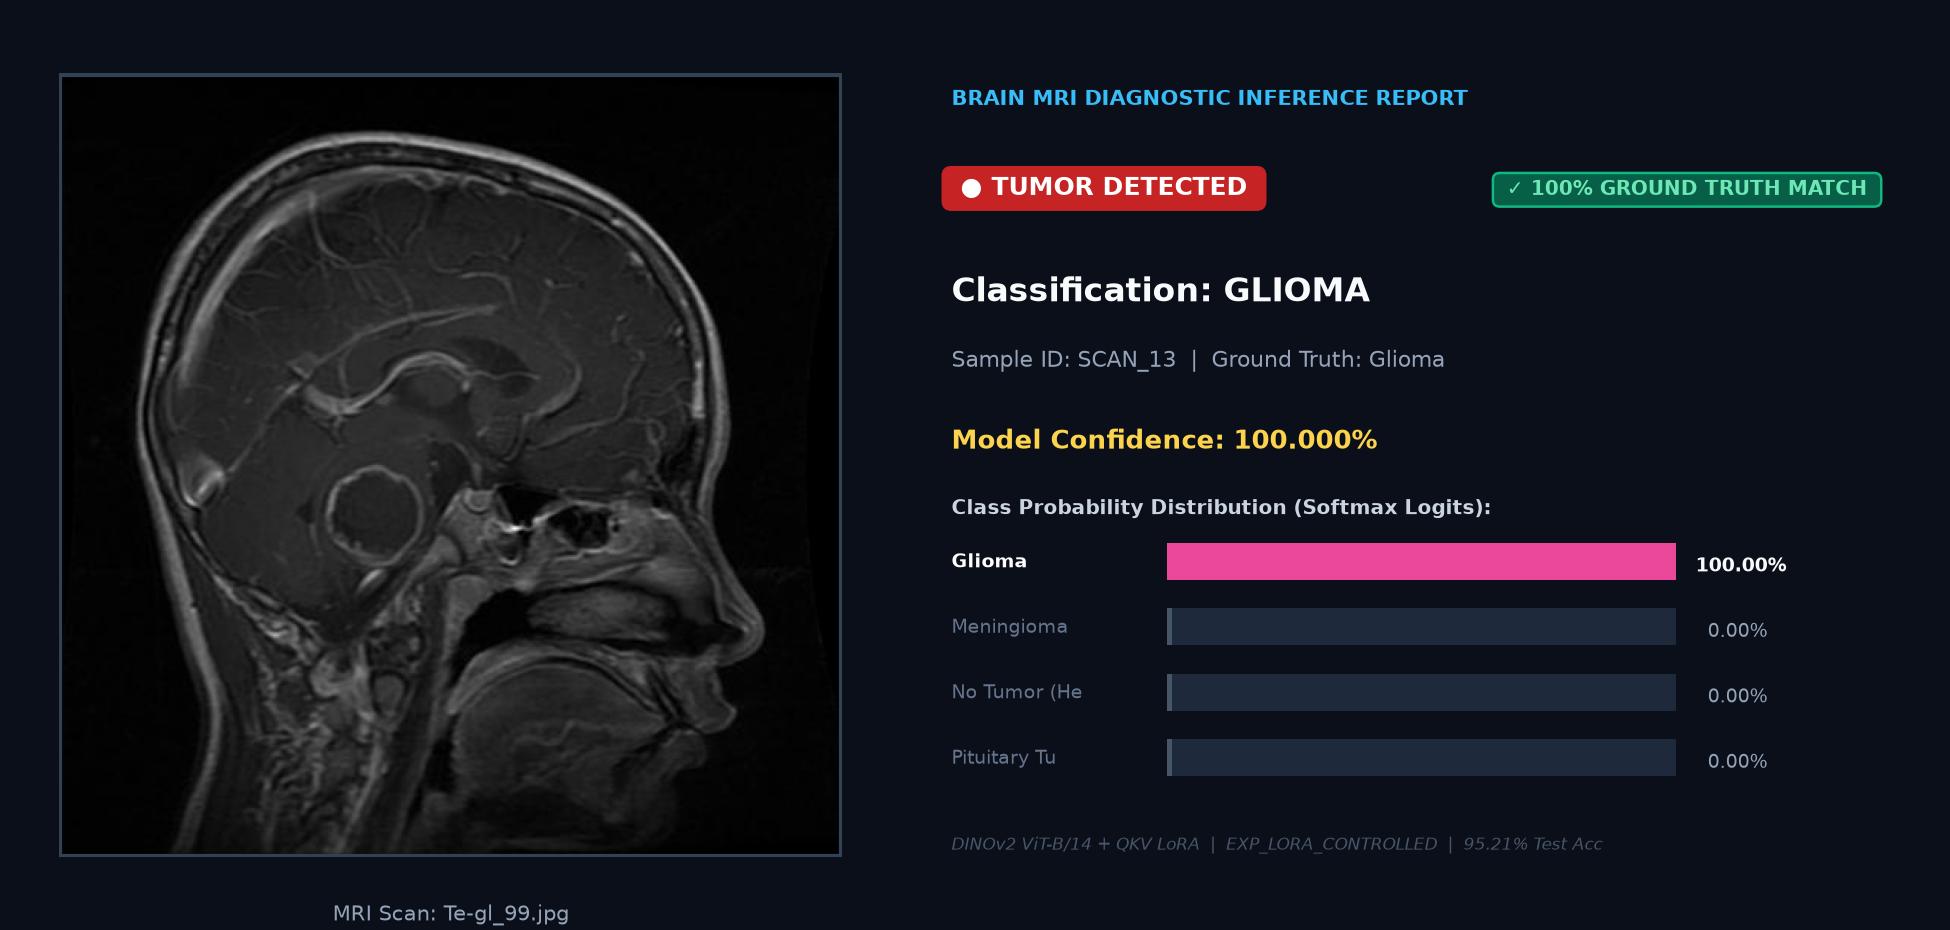 BRAIN MRI DIAGNOSTIC INFERENCE REPORT
● TUMOR DETECTED
✓ 100% GROUND TRUTH MATCH
Classification: GLIOMA
Sample ID: SCAN_13 | Ground Truth: Glioma
Model Confidence: 100.000%
Class Probability Distribution (Softmax Logits):
Glioma 100.00%
Meningioma 0.00%
No Tumor (He 0.00%
Pituitary Tu 0.00%
DINOv2 ViT-B/14 + QKV LoRA | EXP_LORA_CONTROLLED | 95.21% Test Acc
MRI Scan: Te-gl_99.jpg